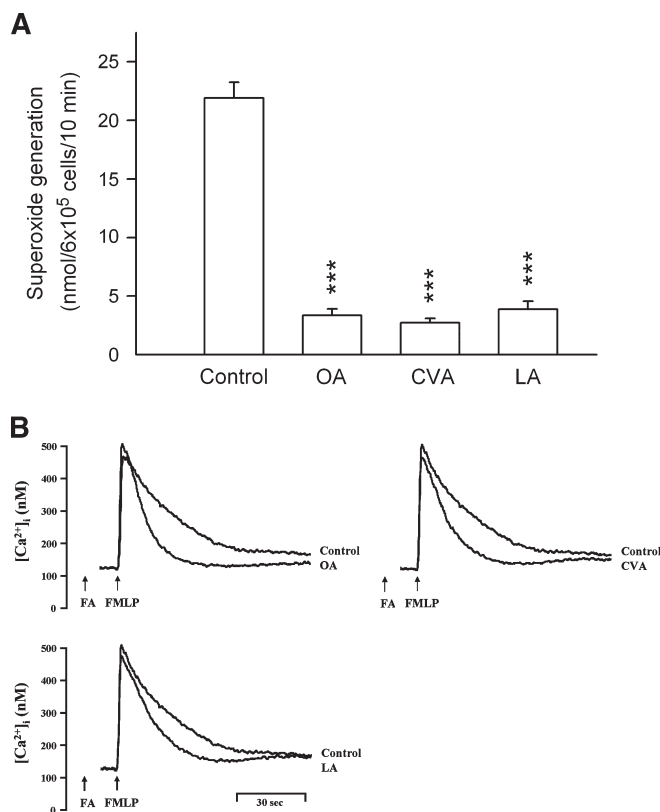 A
Superoxide generation
(nmol/6x10⁵ cells/10 min)
25
20
15
10
5
0
***
***
***
Control OA CVA LA
B
[Ca²⁺]ᵢ (nM)
500
400
300
200
100
0
Control
OA
FA FMLP
Control
CVA
FA FMLP
[Ca²⁺]ᵢ (nM)
500
400
300
200
100
0
Control
LA
FA FMLP
30 sec